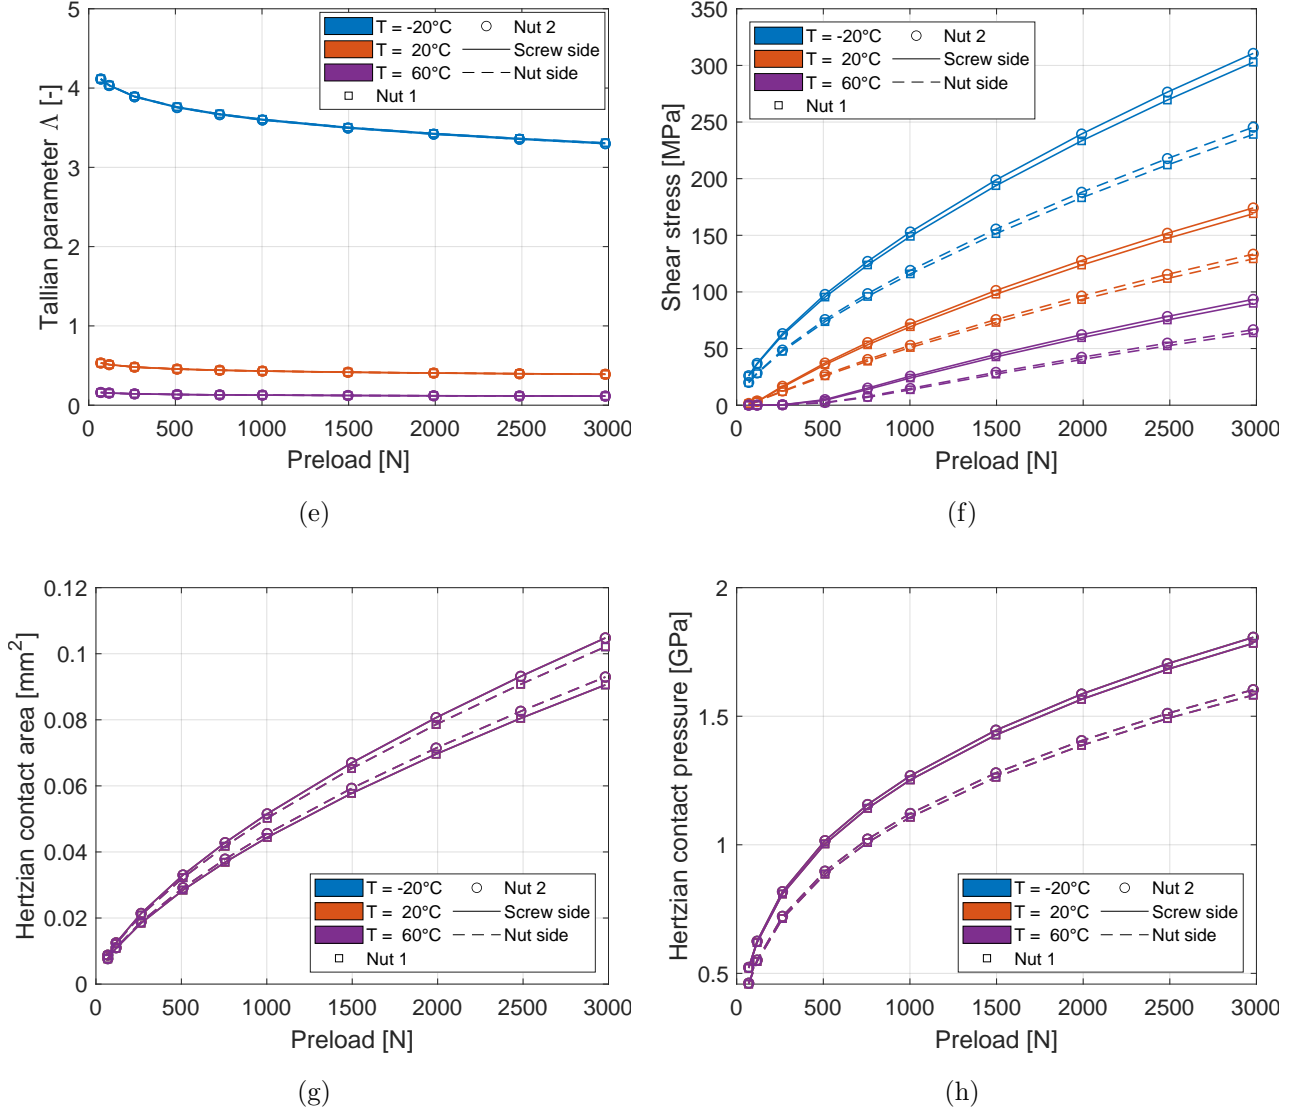 T = -20°C
T = 20°C
T = 60°C
Nut 1
Nut 2
Screw side
Nut side
5
4
3
2
1
0
Tallian parameter Λ [-]
0 500 1000 1500 2000 2500 3000
Preload [N]
(e)
T = -20°C
T = 20°C
T = 60°C
Nut 1
Nut 2
Screw side
Nut side
350
300
250
200
150
100
50
0
Shear stress [MPa]
0 500 1000 1500 2000 2500 3000
Preload [N]
(f)
0.12
0.1
0.08
0.06
0.04
0.02
0
Hertzian contact area [mm²]
T = -20°C
T = 20°C
T = 60°C
Nut 1
Nut 2
Screw side
Nut side
0 500 1000 1500 2000 2500 3000
Preload [N]
(g)
2
1.5
1
0.5
Hertzian contact pressure [GPa]
T = -20°C
T = 20°C
T = 60°C
Nut 1
Nut 2
Screw side
Nut side
0 500 1000 1500 2000 2500 3000
Preload [N]
(h)